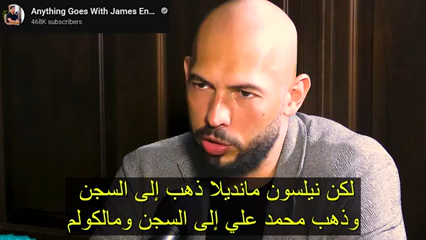 Anything Goes With James En...
468K subscribers
لكن نيلسون مانديلا ذهب إلى السجن
وذهب محمد علي إلى السجن ومالكولم